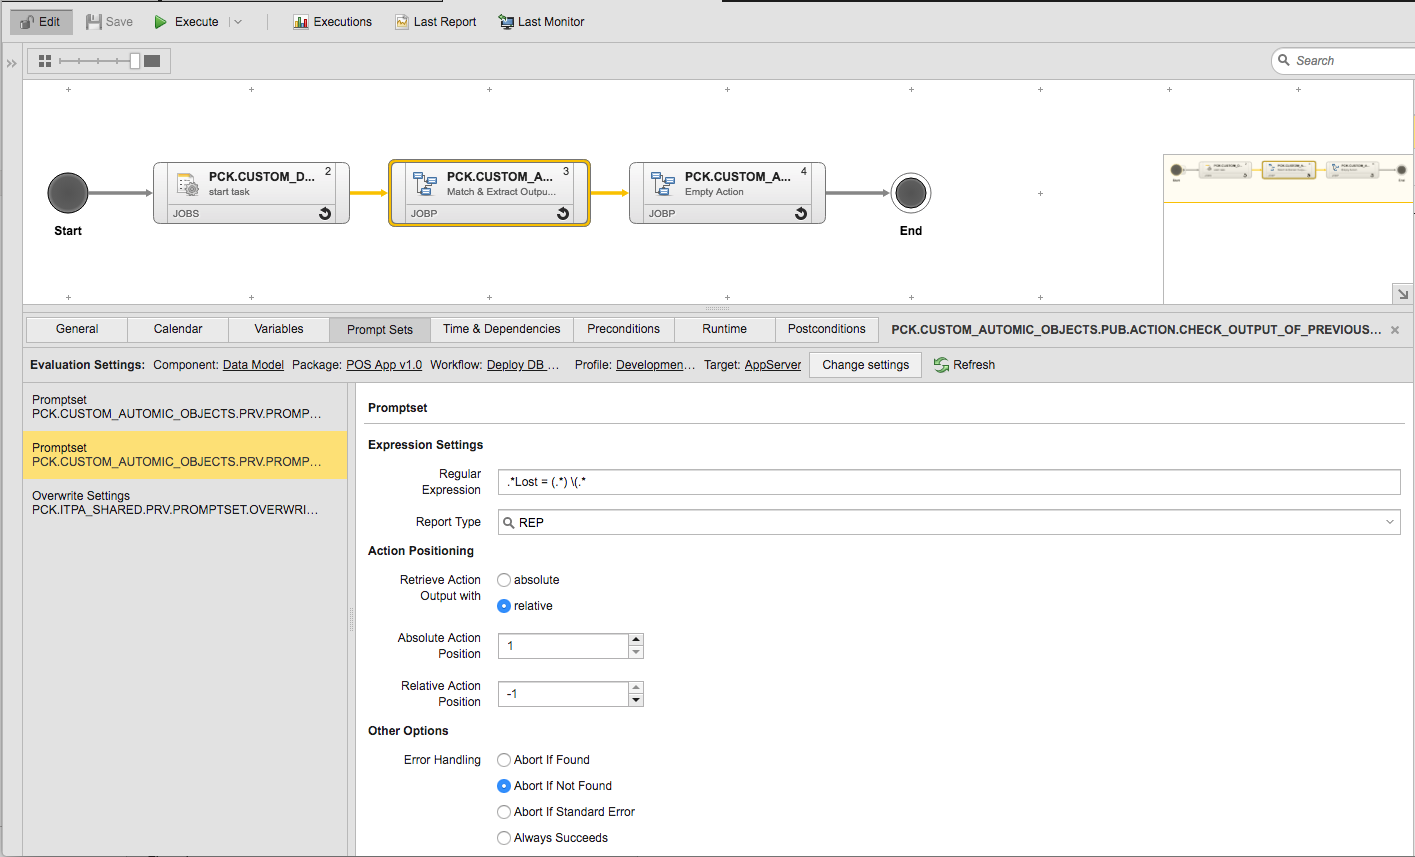 Edit Save Execute Executions Last Report Last Monitor
Search
PCK.CUSTOM_D... 2
start task
JOBS
PCK.CUSTOM_A... 3
Match & Extract Outpu...
JOBP
PCK.CUSTOM_A... 4
Empty Action
JOBP
Start
End
General Calendar Variables Prompt Sets Time & Dependencies Preconditions Runtime Postconditions PCK.CUSTOM_AUTOMIC_OBJECTS.PUB.ACTION.CHECK_OUTPUT_OF_PREVIOUS...
Evaluation Settings: Component: Data Model Package: POS App v1.0 Workflow: Deploy DB ... Profile: Developmen... Target: AppServer Change settings Refresh
Promptset
PCK.CUSTOM_AUTOMIC_OBJECTS.PRV.PROMP...
Promptset
PCK.CUSTOM_AUTOMIC_OBJECTS.PRV.PROMP...
Overwrite Settings
PCK.ITPA_SHARED.PRV.PROMPTSET.OVERWRI...
Promptset
Expression Settings
Regular
Expression
.*Lost = (.*) \(.*
Report Type REP
Action Positioning
Retrieve Action
Output with
absolute
relative
Absolute Action
Position
1
Relative Action
Position
-1
Other Options
Error Handling Abort If Found
Abort If Not Found
Abort If Standard Error
Always Succeeds